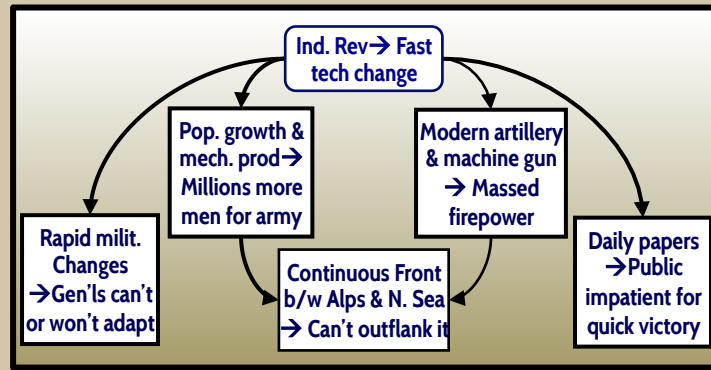 Ind. Rev→ Fast
tech change
Pop. growth &
mech. prod→
Millions more
men for army
Modern artillery
& machine gun
→ Massed
firepower
Rapid milit.
Changes
→Gen'ls can't
or won't adapt
Continuous Front
b/w Alps & N. Sea
→ Can't outflank it
Daily papers
→Public
impatient for
quick victory